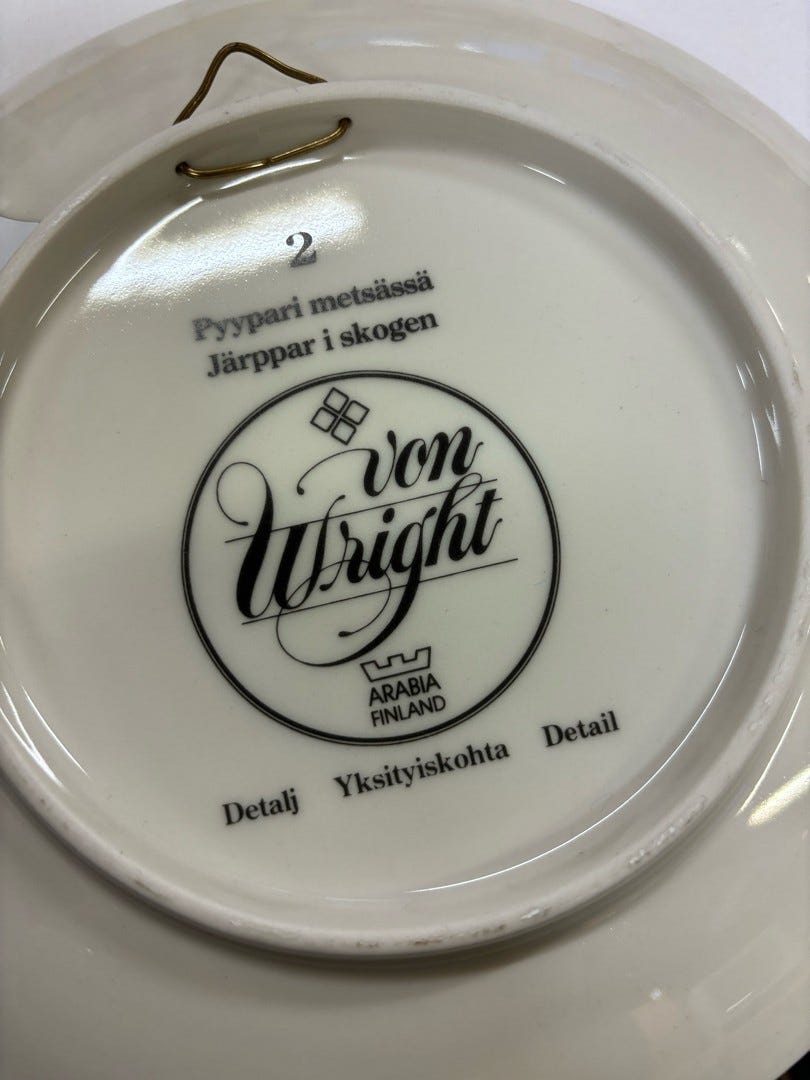 2
Pyypari metsässä
Järppar i skogen
von
Wright
ARABIA
FINLAND
Detalj Yksityiskohta Detail